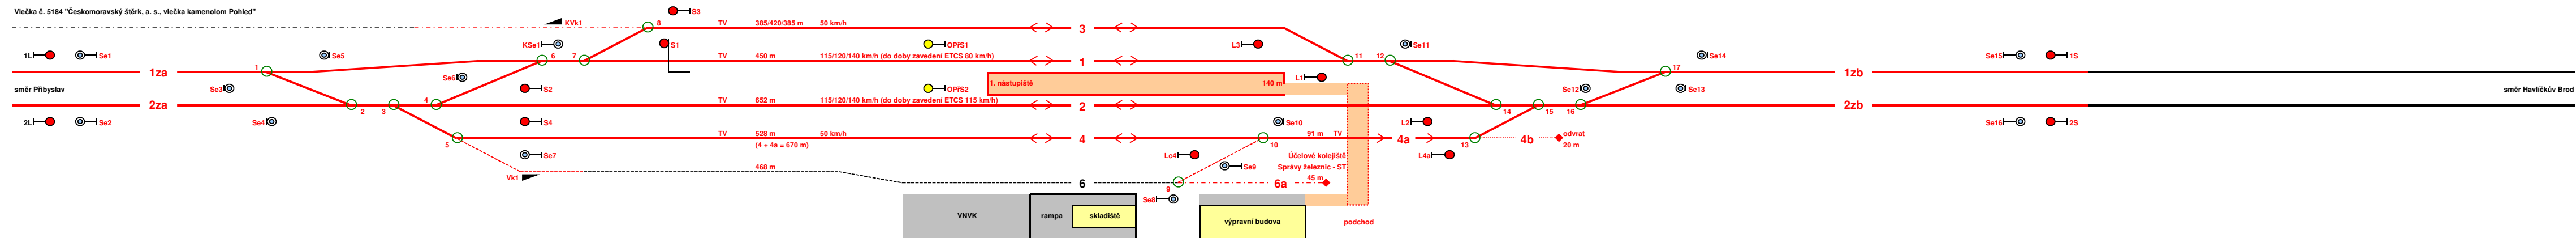 Vlečka č. 5184 "Českomoravský štěrk, a. s., vlečka kamenolom Pohled"
S3
KVk1
8
TV 385/420/385 m 50 km/h
3
1L Se1
Se5
KSe1
6
7
S1
TV 450 m 115/120/140 km/h (do doby zavedení ETCS 80 km/h)
OPřS1
1
L3
11
12
Se11
Se14
Se15
1S
1za
1
Se6
1. nástupiště
140 m
L1
17
1zb
směr Přibyslav
Se3
S2
OPřS2
Se12
Se13
směr Havlíčkův Brod
2za
2
3
4
TV 652 m 115/120/140 km/h (do doby zavedení ETCS 115 km/h)
2
14
15
16
2zb
2L
Se2
Se4
S4
Se10
L2
Se16
2S
5
TV 528 m 50 km/h
(4 + 4a = 670 m)
4
10
91 m TV
4a
13
4b
odvrat
20 m
Se7
Lc4
Účelové kolejiště
Správy železnic - ST
L4a
Vk1
468 m
Se9
6
9
6a
45 m
Se8
VNVK
rampa
skladiště
výpravní budova
podchod